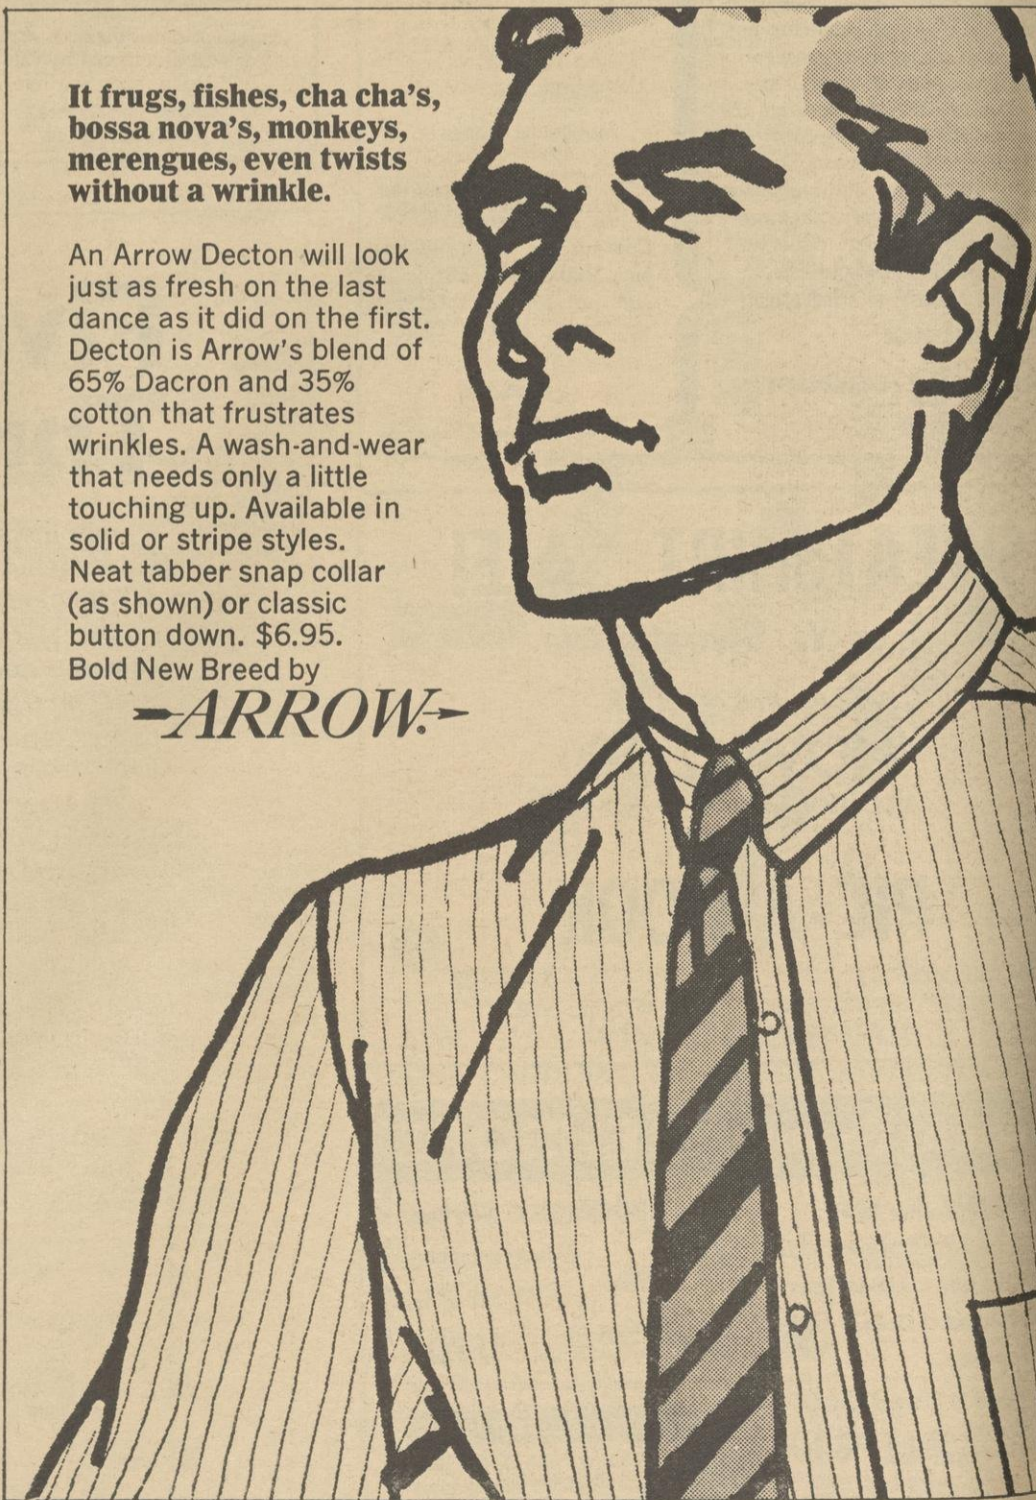 It frugs, fishes, cha cha's,
bossa nova's, monkeys,
merengues, even twists
without a wrinkle.
An Arrow Decton will look
just as fresh on the last
dance as it did on the first.
Decton is Arrow's blend of
65% Dacron and 35%
cotton that frustrates
wrinkles. A wash-and-wear
that needs only a little
touching up. Available in
solid or stripe styles.
Neat tabber snap collar
(as shown) or classic
button down. $6.95.
Bold New Breed by
ARROW.